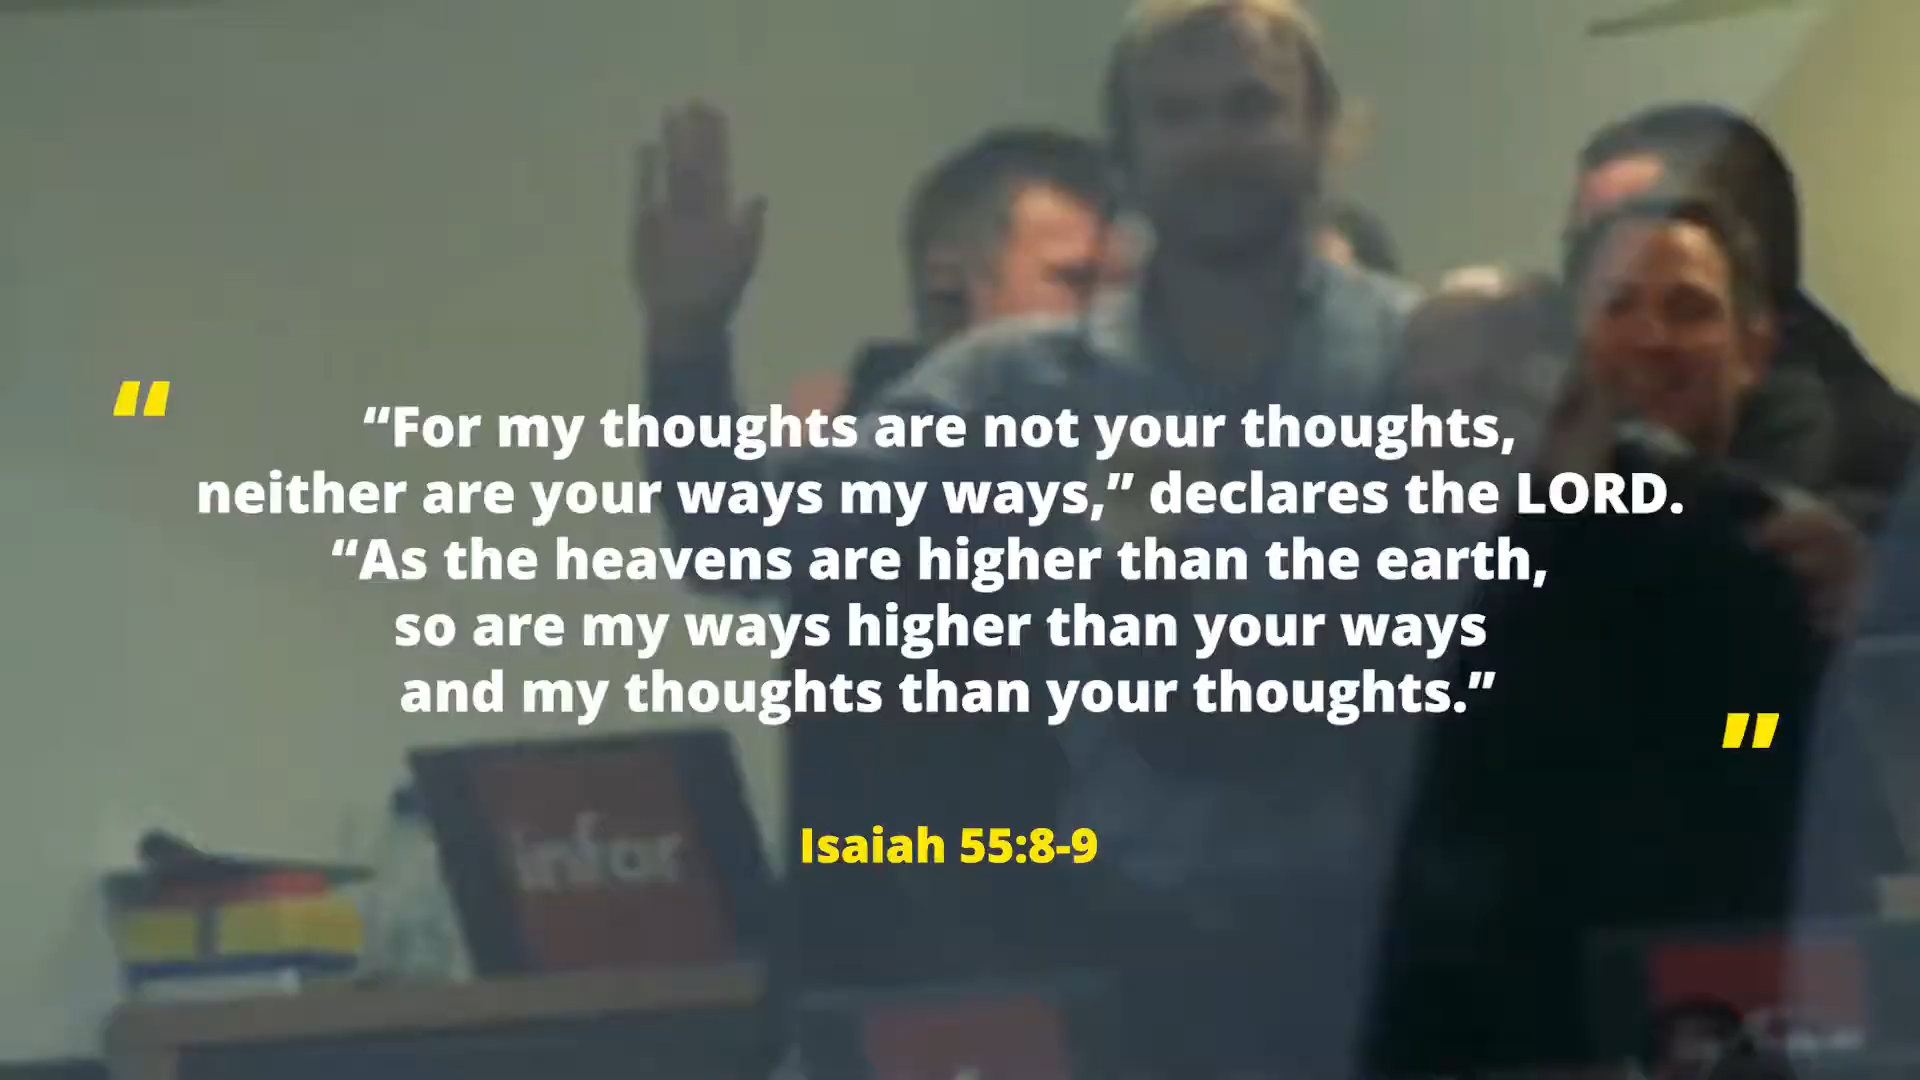 “
“For my thoughts are not your thoughts,
neither are your ways my ways,” declares the LORD.
“As the heavens are higher than the earth,
so are my ways higher than your ways
and my thoughts than your thoughts.”
”
Isaiah 55:8-9
infor